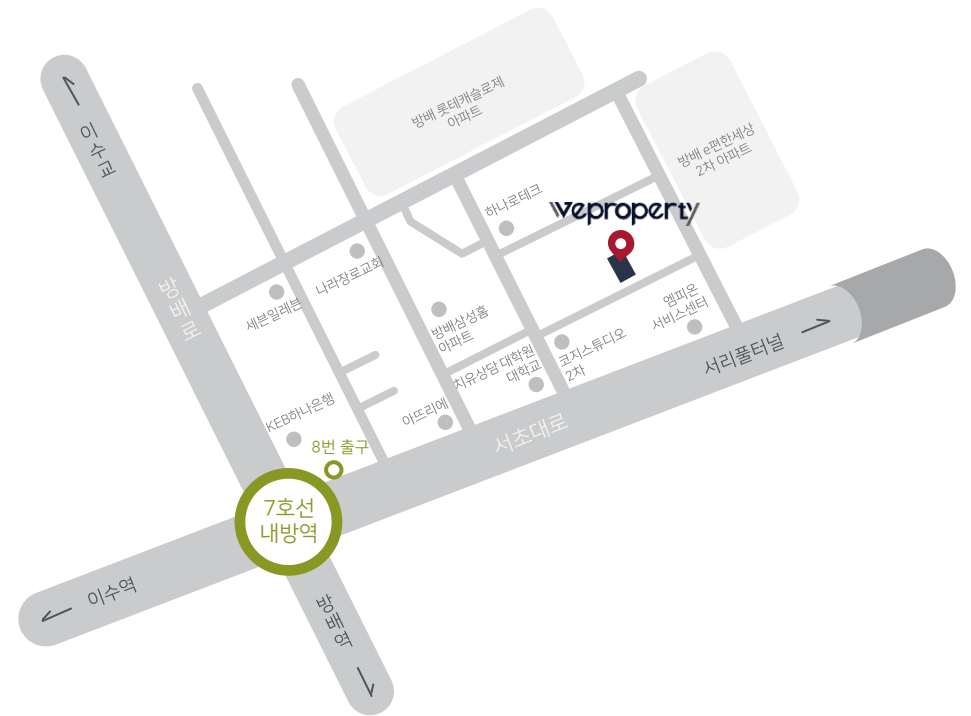 방배 롯데캐슬로제
아파트
방배 e편한세상
2차 아파트
이수교
하나로테크
weproperty
나라장로교회
세븐일레븐
방배로
방배삼성홈
아파트
엠피온
서비스센터
코지스튜디오
2차
치유상담 대학원
대학교
서리풀터널
KEB하나은행
아뜨리에
서초대로
8번 출구
7호선
내방역
이수역
방배역